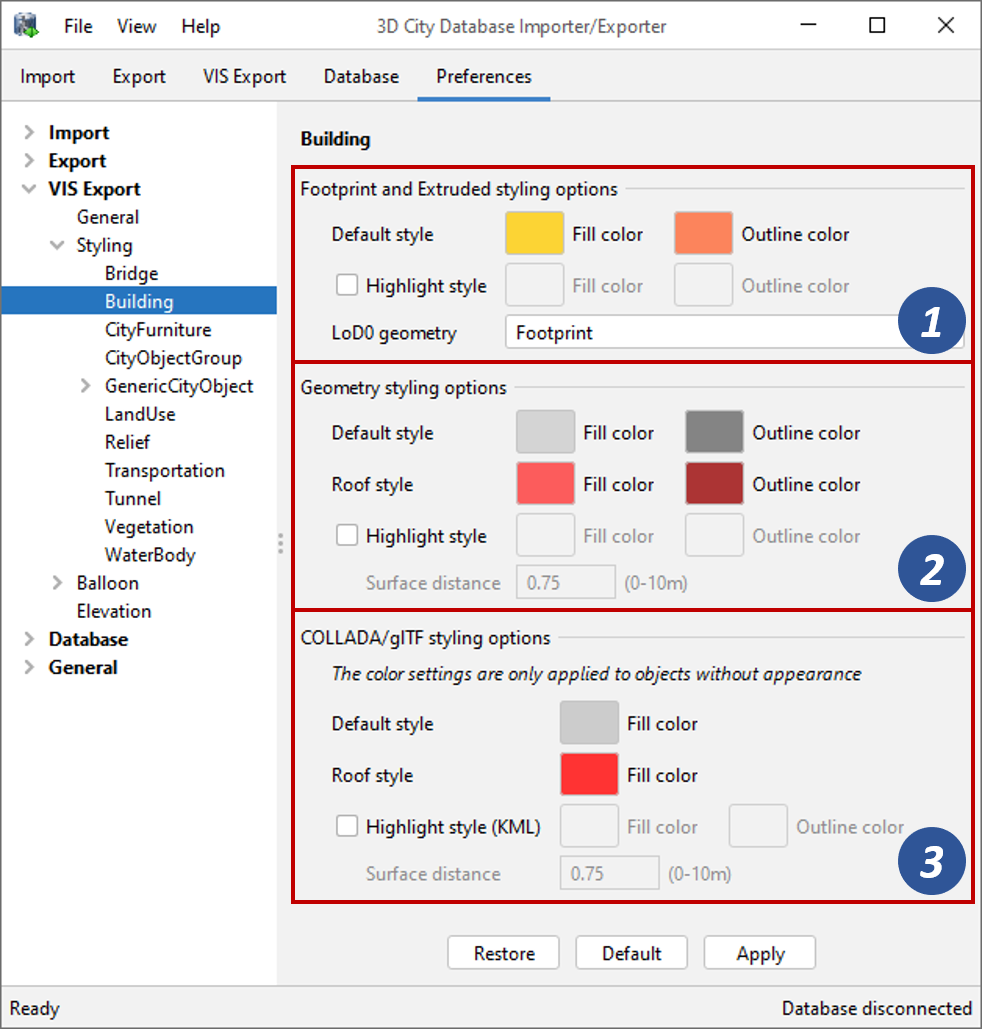 File View Help 3D City Database Importer/Exporter
Import Export VIS Export Database Preferences
Import
Export
VIS Export
General
Styling
Bridge
Building
CityFurniture
CityObjectGroup
GenericCityObject
LandUse
Relief
Transportation
Tunnel
Vegetation
WaterBody
Balloon
Elevation
Database
General
Building
Footprint and Extruded styling options
Default style Fill color Outline color
Highlight style Fill color Outline color
LoD0 geometry Footprint
1
Geometry styling options
Default style Fill color Outline color
Roof style Fill color Outline color
Highlight style Fill color Outline color
Surface distance 0.75 (0-10m)
2
COLLADA/glTF styling options
The color settings are only applied to objects without appearance
Default style Fill color
Roof style Fill color
Highlight style (KML) Fill color Outline color
Surface distance 0.75 (0-10m)
3
Restore Default Apply
Ready Database disconnected